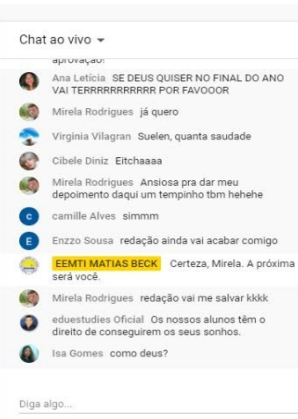 Chat ao vivo
aprovação!
Ana Letícia SE DEUS QUISER NO FINAL DO ANO
VAI TERRRRRRRRRRR POR FAVOOOR
Mirela Rodrigues já quero
Virginia Vilagran Suelen, quanta saudade
Cibele Diniz Eitchaaaa
Mirela Rodrigues Ansiosa pra dar meu
depoimento daqui um tempinho tbm hehehe
C camille Alves simmm
E Enzzo Sousa redação ainda vai acabar comigo
EEMTI MATIAS BECK Certeza, Mirela. A próxima
será você.
Mirela Rodrigues redação vai me salvar kkkk
eduestudies Oficial Os nossos alunos têm o
direito de conseguirem os seus sonhos.
Isa Gomes como deus?
Diga algo...